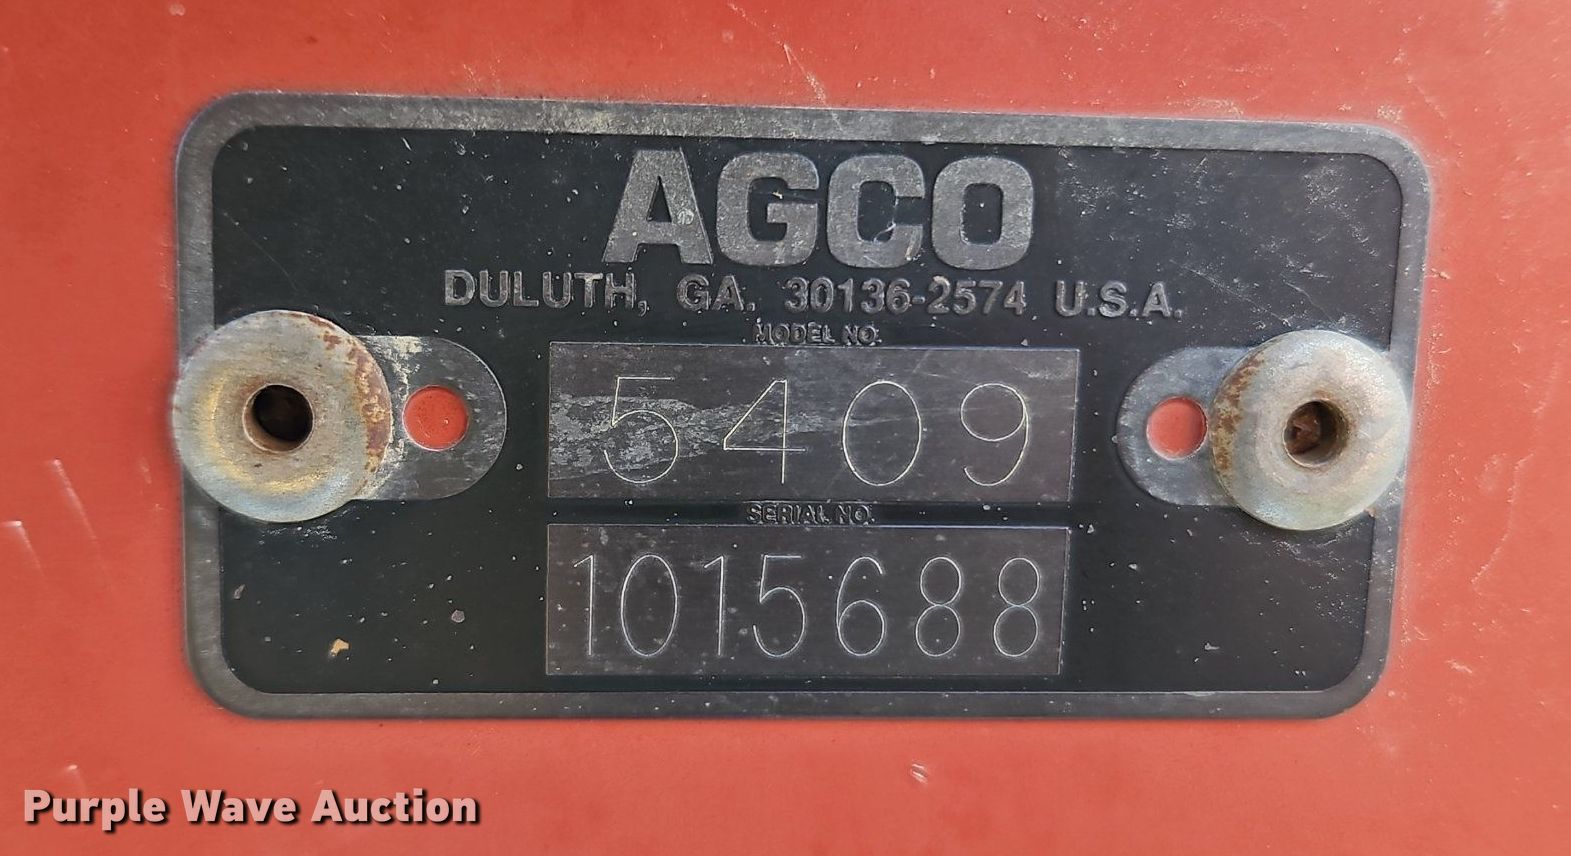 AGCO
DULUTH, GA. 30136-2574 U.S.A.
MODEL NO.
5409
SERIAL NO.
1015688
Purple Wave Auction